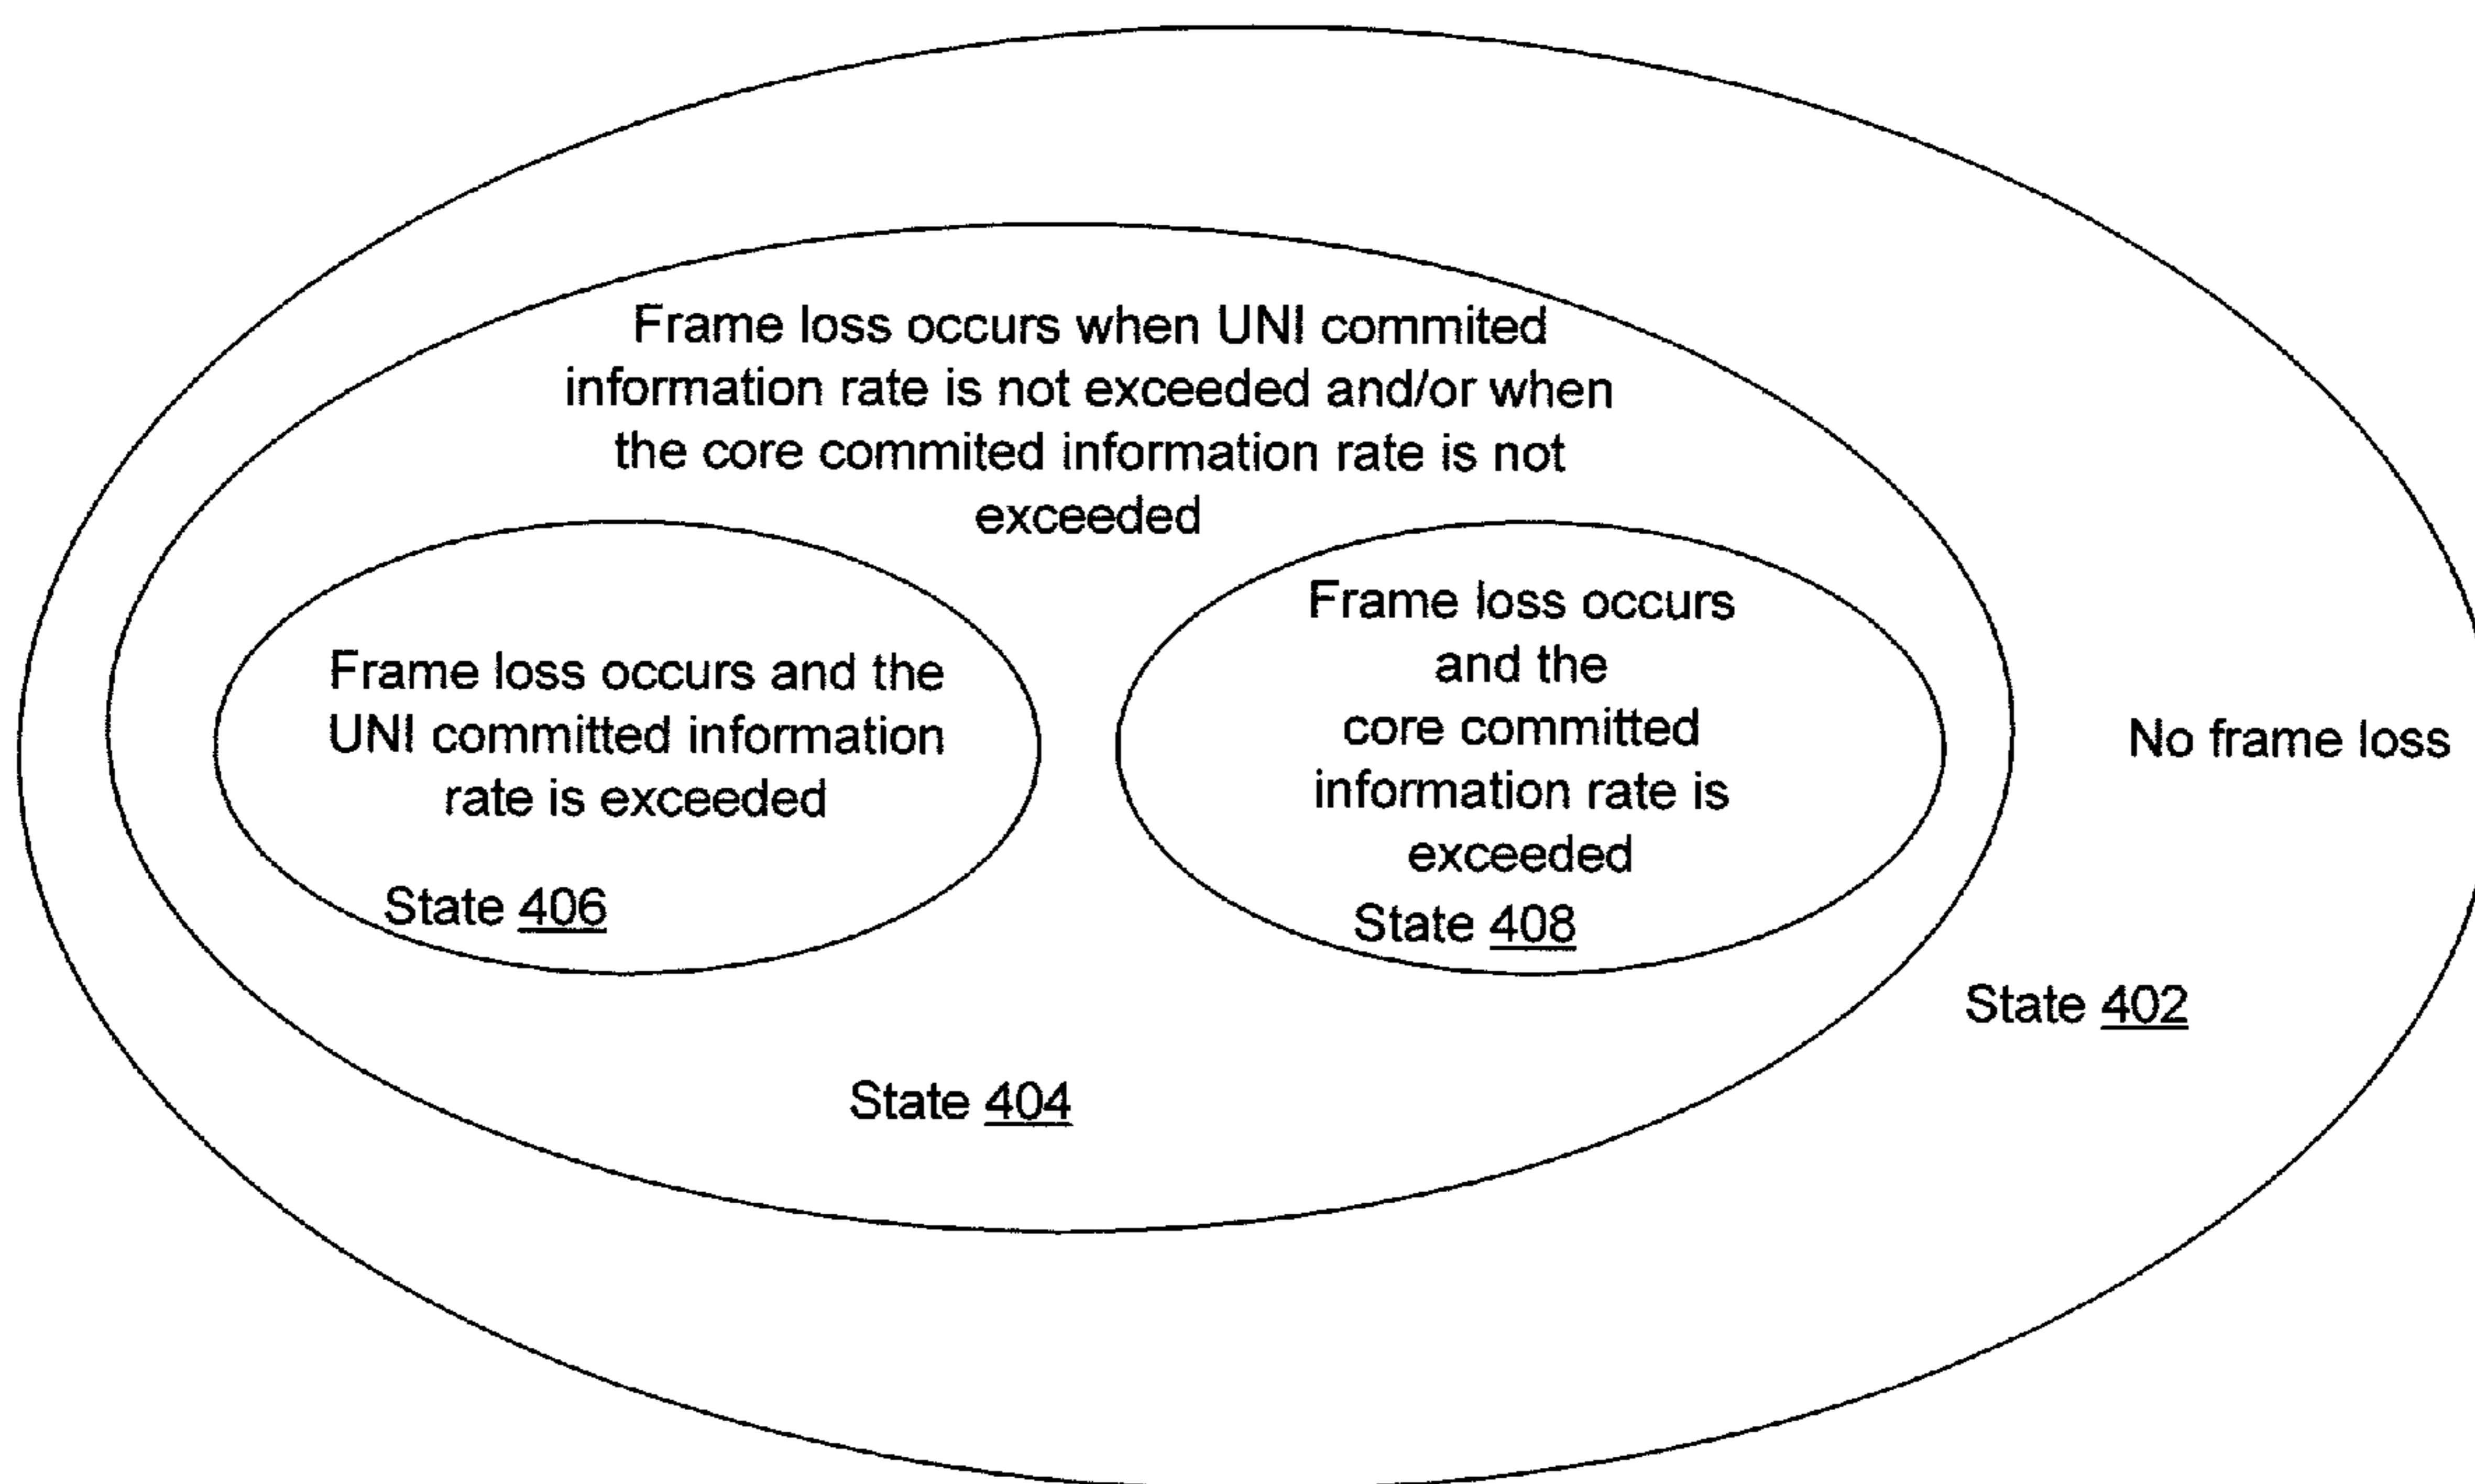 Frame loss occurs when UNI commited
information rate is not exceeded and/or when
the core commited information rate is not
exceeded
Frame loss occurs and the
UNI committed information
rate is exceeded
State 406
Frame loss occurs
and the
core committed
information rate is
exceeded
State 408
No frame loss
State 402
State 404